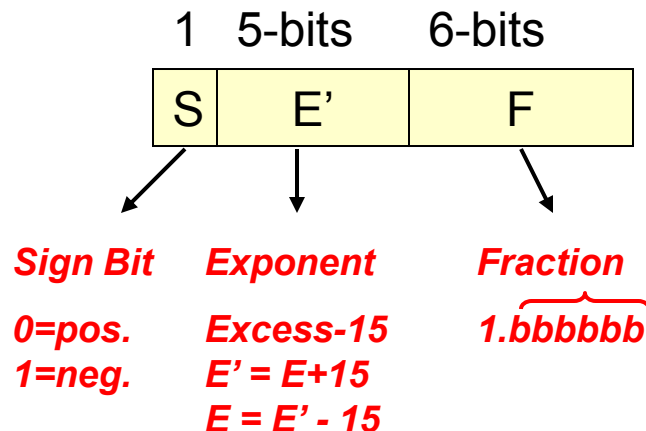 1 5-bits 6-bits
S E’ F
Sign Bit Exponent Fraction
0=pos. Excess-15 1.bbbbbb
1=neg. E’ = E+15
E = E’ - 15